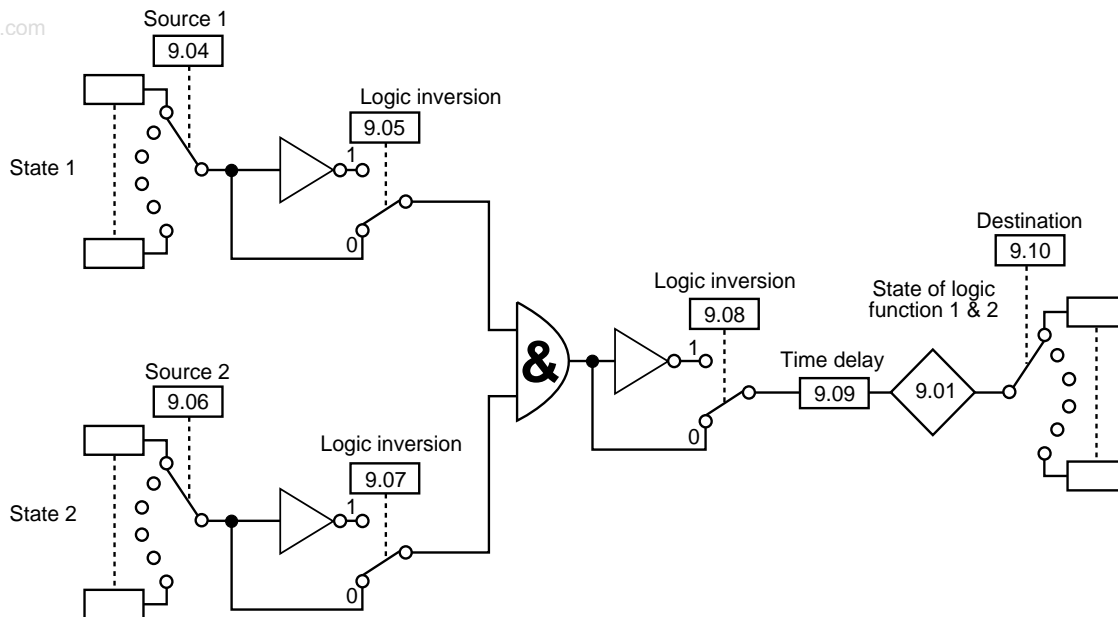 .com
Source 1
9.04
Logic inversion
9.05
1
State 1
0
Destination
9.10
Logic inversion
State of logic
function 1 & 2
9.08
&
1
Time delay
9.09
9.01
0
Source 2
9.06
Logic inversion
9.07
1
State 2
0